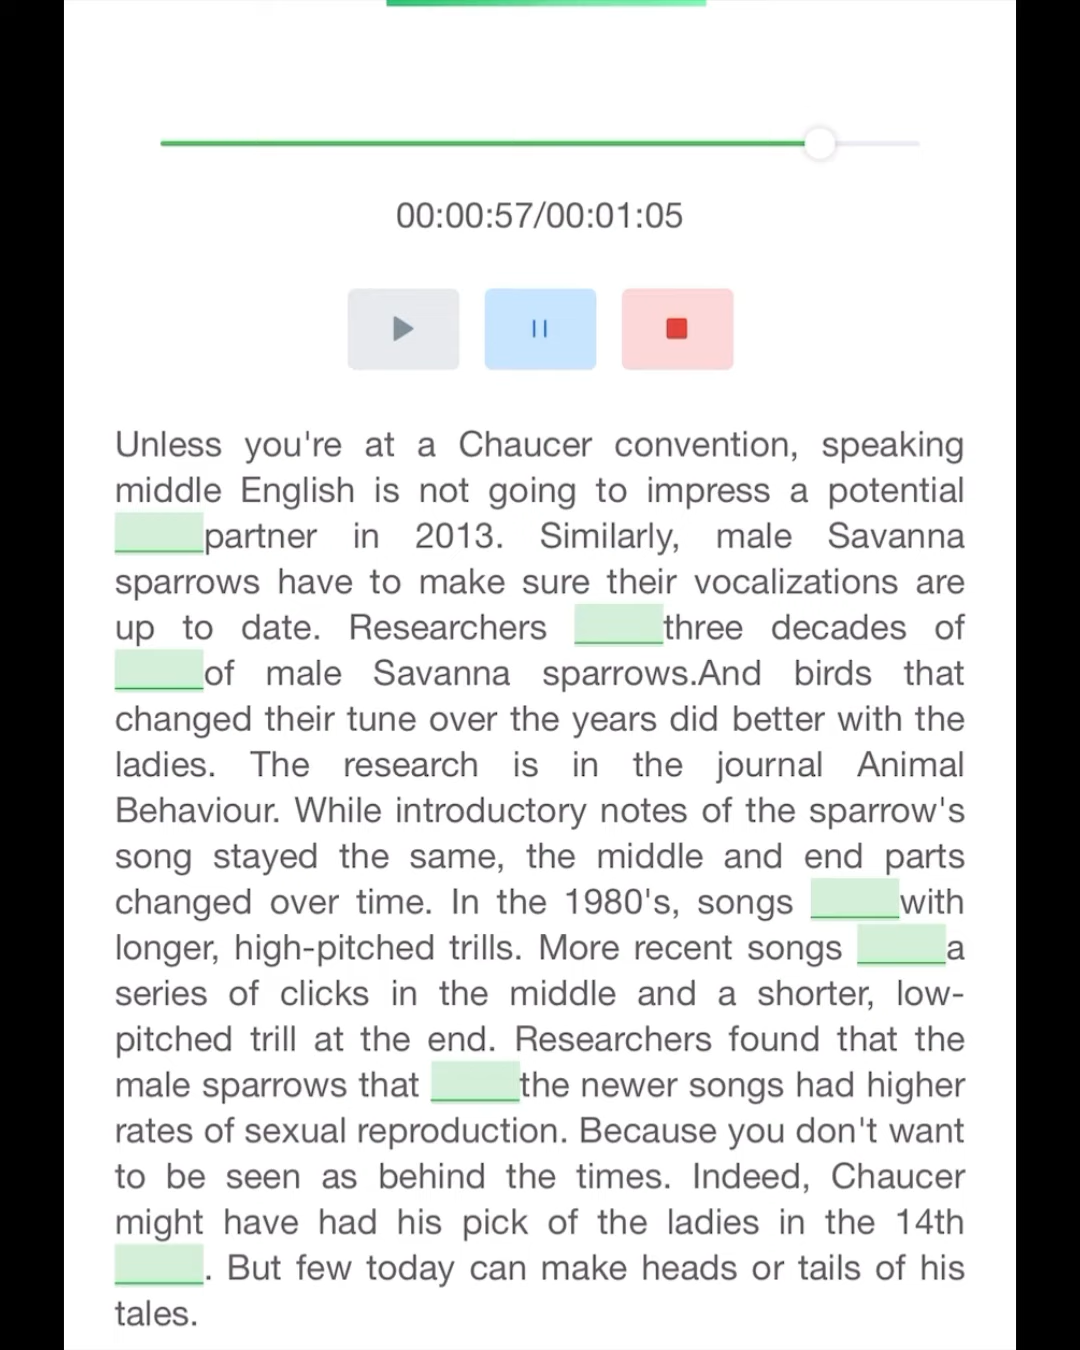 00:00:57/00:01:05
Unless you're at a Chaucer convention, speaking
middle English is not going to impress a potential
partner in 2013. Similarly, male Savanna
sparrows have to make sure their vocalizations are
up to date. Researchers three decades of
of male Savanna sparrows.And birds that
changed their tune over the years did better with the
ladies. The research is in the journal Animal
Behaviour. While introductory notes of the sparrow's
song stayed the same, the middle and end parts
changed over time. In the 1980's, songs with
longer, high-pitched trills. More recent songs a
series of clicks in the middle and a shorter, low-
pitched trill at the end. Researchers found that the
male sparrows that the newer songs had higher
rates of sexual reproduction. Because you don't want
to be seen as behind the times. Indeed, Chaucer
might have had his pick of the ladies in the 14th
. But few today can make heads or tails of his
tales.